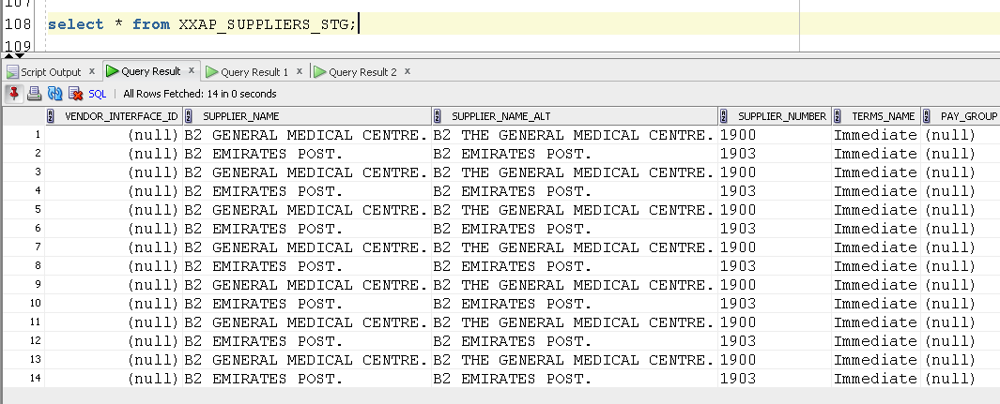 107
108 select * from XXAP_SUPPLIERS_STG;
109
Script Output x Query Result x Query Result 1 x Query Result 2 x
SQL | All Rows Fetched: 14 in 0 seconds
VENDOR_INTERFACE_ID SUPPLIER_NAME SUPPLIER_NAME_ALT SUPPLIER_NUMBER TERMS_NAME PAY_GROUP
1 (null) B2 GENERAL MEDICAL CENTRE. B2 THE GENERAL MEDICAL CENTRE. 1900 Immediate (null)
2 (null) B2 EMIRATES POST. B2 EMIRATES POST. 1903 Immediate (null)
3 (null) B2 GENERAL MEDICAL CENTRE. B2 THE GENERAL MEDICAL CENTRE. 1900 Immediate (null)
4 (null) B2 EMIRATES POST. B2 EMIRATES POST. 1903 Immediate (null)
5 (null) B2 GENERAL MEDICAL CENTRE. B2 THE GENERAL MEDICAL CENTRE. 1900 Immediate (null)
6 (null) B2 EMIRATES POST. B2 EMIRATES POST. 1903 Immediate (null)
7 (null) B2 GENERAL MEDICAL CENTRE. B2 THE GENERAL MEDICAL CENTRE. 1900 Immediate (null)
8 (null) B2 EMIRATES POST. B2 EMIRATES POST. 1903 Immediate (null)
9 (null) B2 GENERAL MEDICAL CENTRE. B2 THE GENERAL MEDICAL CENTRE. 1900 Immediate (null)
10 (null) B2 EMIRATES POST. B2 EMIRATES POST. 1903 Immediate (null)
11 (null) B2 GENERAL MEDICAL CENTRE. B2 THE GENERAL MEDICAL CENTRE. 1900 Immediate (null)
12 (null) B2 EMIRATES POST. B2 EMIRATES POST. 1903 Immediate (null)
13 (null) B2 GENERAL MEDICAL CENTRE. B2 THE GENERAL MEDICAL CENTRE. 1900 Immediate (null)
14 (null) B2 EMIRATES POST. B2 EMIRATES POST. 1903 Immediate (null)